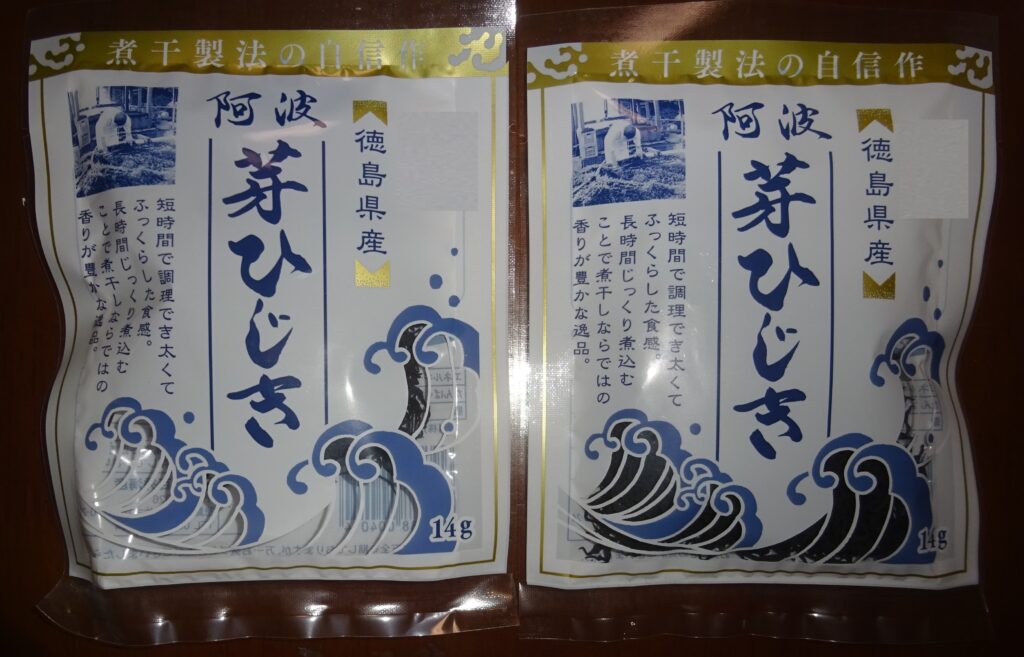 煮干製法の自信作
徳島県産
阿波
芽ひじき
短時間で調理でき太くて
ふっくらした食感。
長時間じっくり煮込む
ことで煮干しならではの
香りが豊かな逸品。
14g
煮干製法の自信作
徳島県産
阿波
芽ひじき
短時間で調理でき太くて
ふっくらした食感。
長時間じっくり煮込む
ことで煮干しならではの
香りが豊かな逸品。
14g